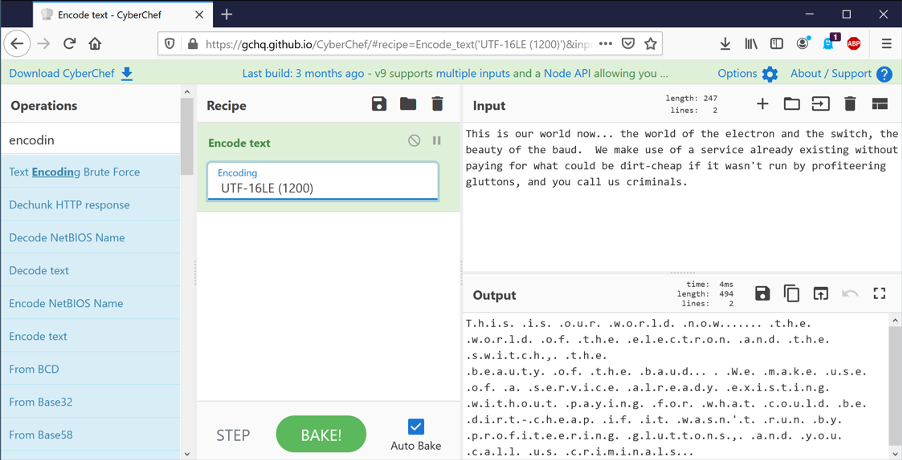 Encode text - CyberChef
https://gchq.github.io/CyberChef/#recipe=Encode_text('UTF-16LE (1200)')&inp
1
ABP
Download CyberChef
Last build: 3 months ago - v9 supports multiple inputs and a Node API allowing you ...
Options
About / Support
Operations
encodin
Text Encoding Brute Force
Dechunk HTTP response
Decode NetBIOS Name
Decode text
Encode NetBIOS Name
Encode text
From BCD
From Base32
From Base58
Recipe
Encode text
Encoding
UTF-16LE (1200)
STEP
BAKE!
Auto Bake
Input
length: 247
lines: 2
This is our world now... the world of the electron and the switch, the
beauty of the baud.  We make use of a service already existing without
paying for what could be dirt-cheap if it wasn't run by profiteering
gluttons, and you call us criminals.
Output
time: 4ms
length: 494
lines: 2
T.h.i.s. .i.s. .o.u.r. .w.o.r.l.d. .n.o.w....... .t.h.e.
.w.o.r.l.d. .o.f. .t.h.e. .e.l.e.c.t.r.o.n. .a.n.d. .t.h.e.
.s.w.i.t.c.h.,. .t.h.e.
.b.e.a.u.t.y. .o.f. .t.h.e. .b.a.u.d... . .W.e. .m.a.k.e. .u.s.e.
.o.f. .a. .s.e.r.v.i.c.e. .a.l.r.e.a.d.y. .e.x.i.s.t.i.n.g.
.w.i.t.h.o.u.t. .p.a.y.i.n.g. .f.o.r. .w.h.a.t. .c.o.u.l.d. .b.e.
.d.i.r.t.-.c.h.e.a.p. .i.f. .i.t. .w.a.s.n.'.t. .r.u.n. .b.y.
.p.r.o.f.i.t.e.e.r.i.n.g. .g.l.u.t.t.o.n.s.,. .a.n.d. .y.o.u.
.c.a.l.l. .u.s. .c.r.i.m.i.n.a.l.s...